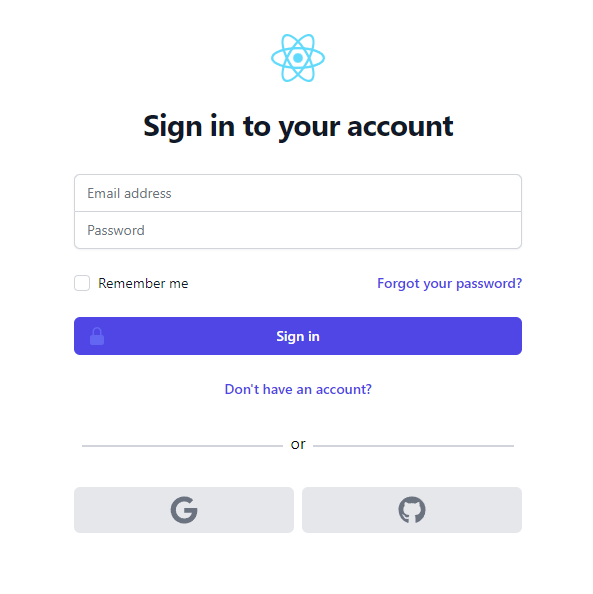 Sign in to your account
Email address
Password
Remember me
Forgot your password?
Sign in
Don't have an account?
or